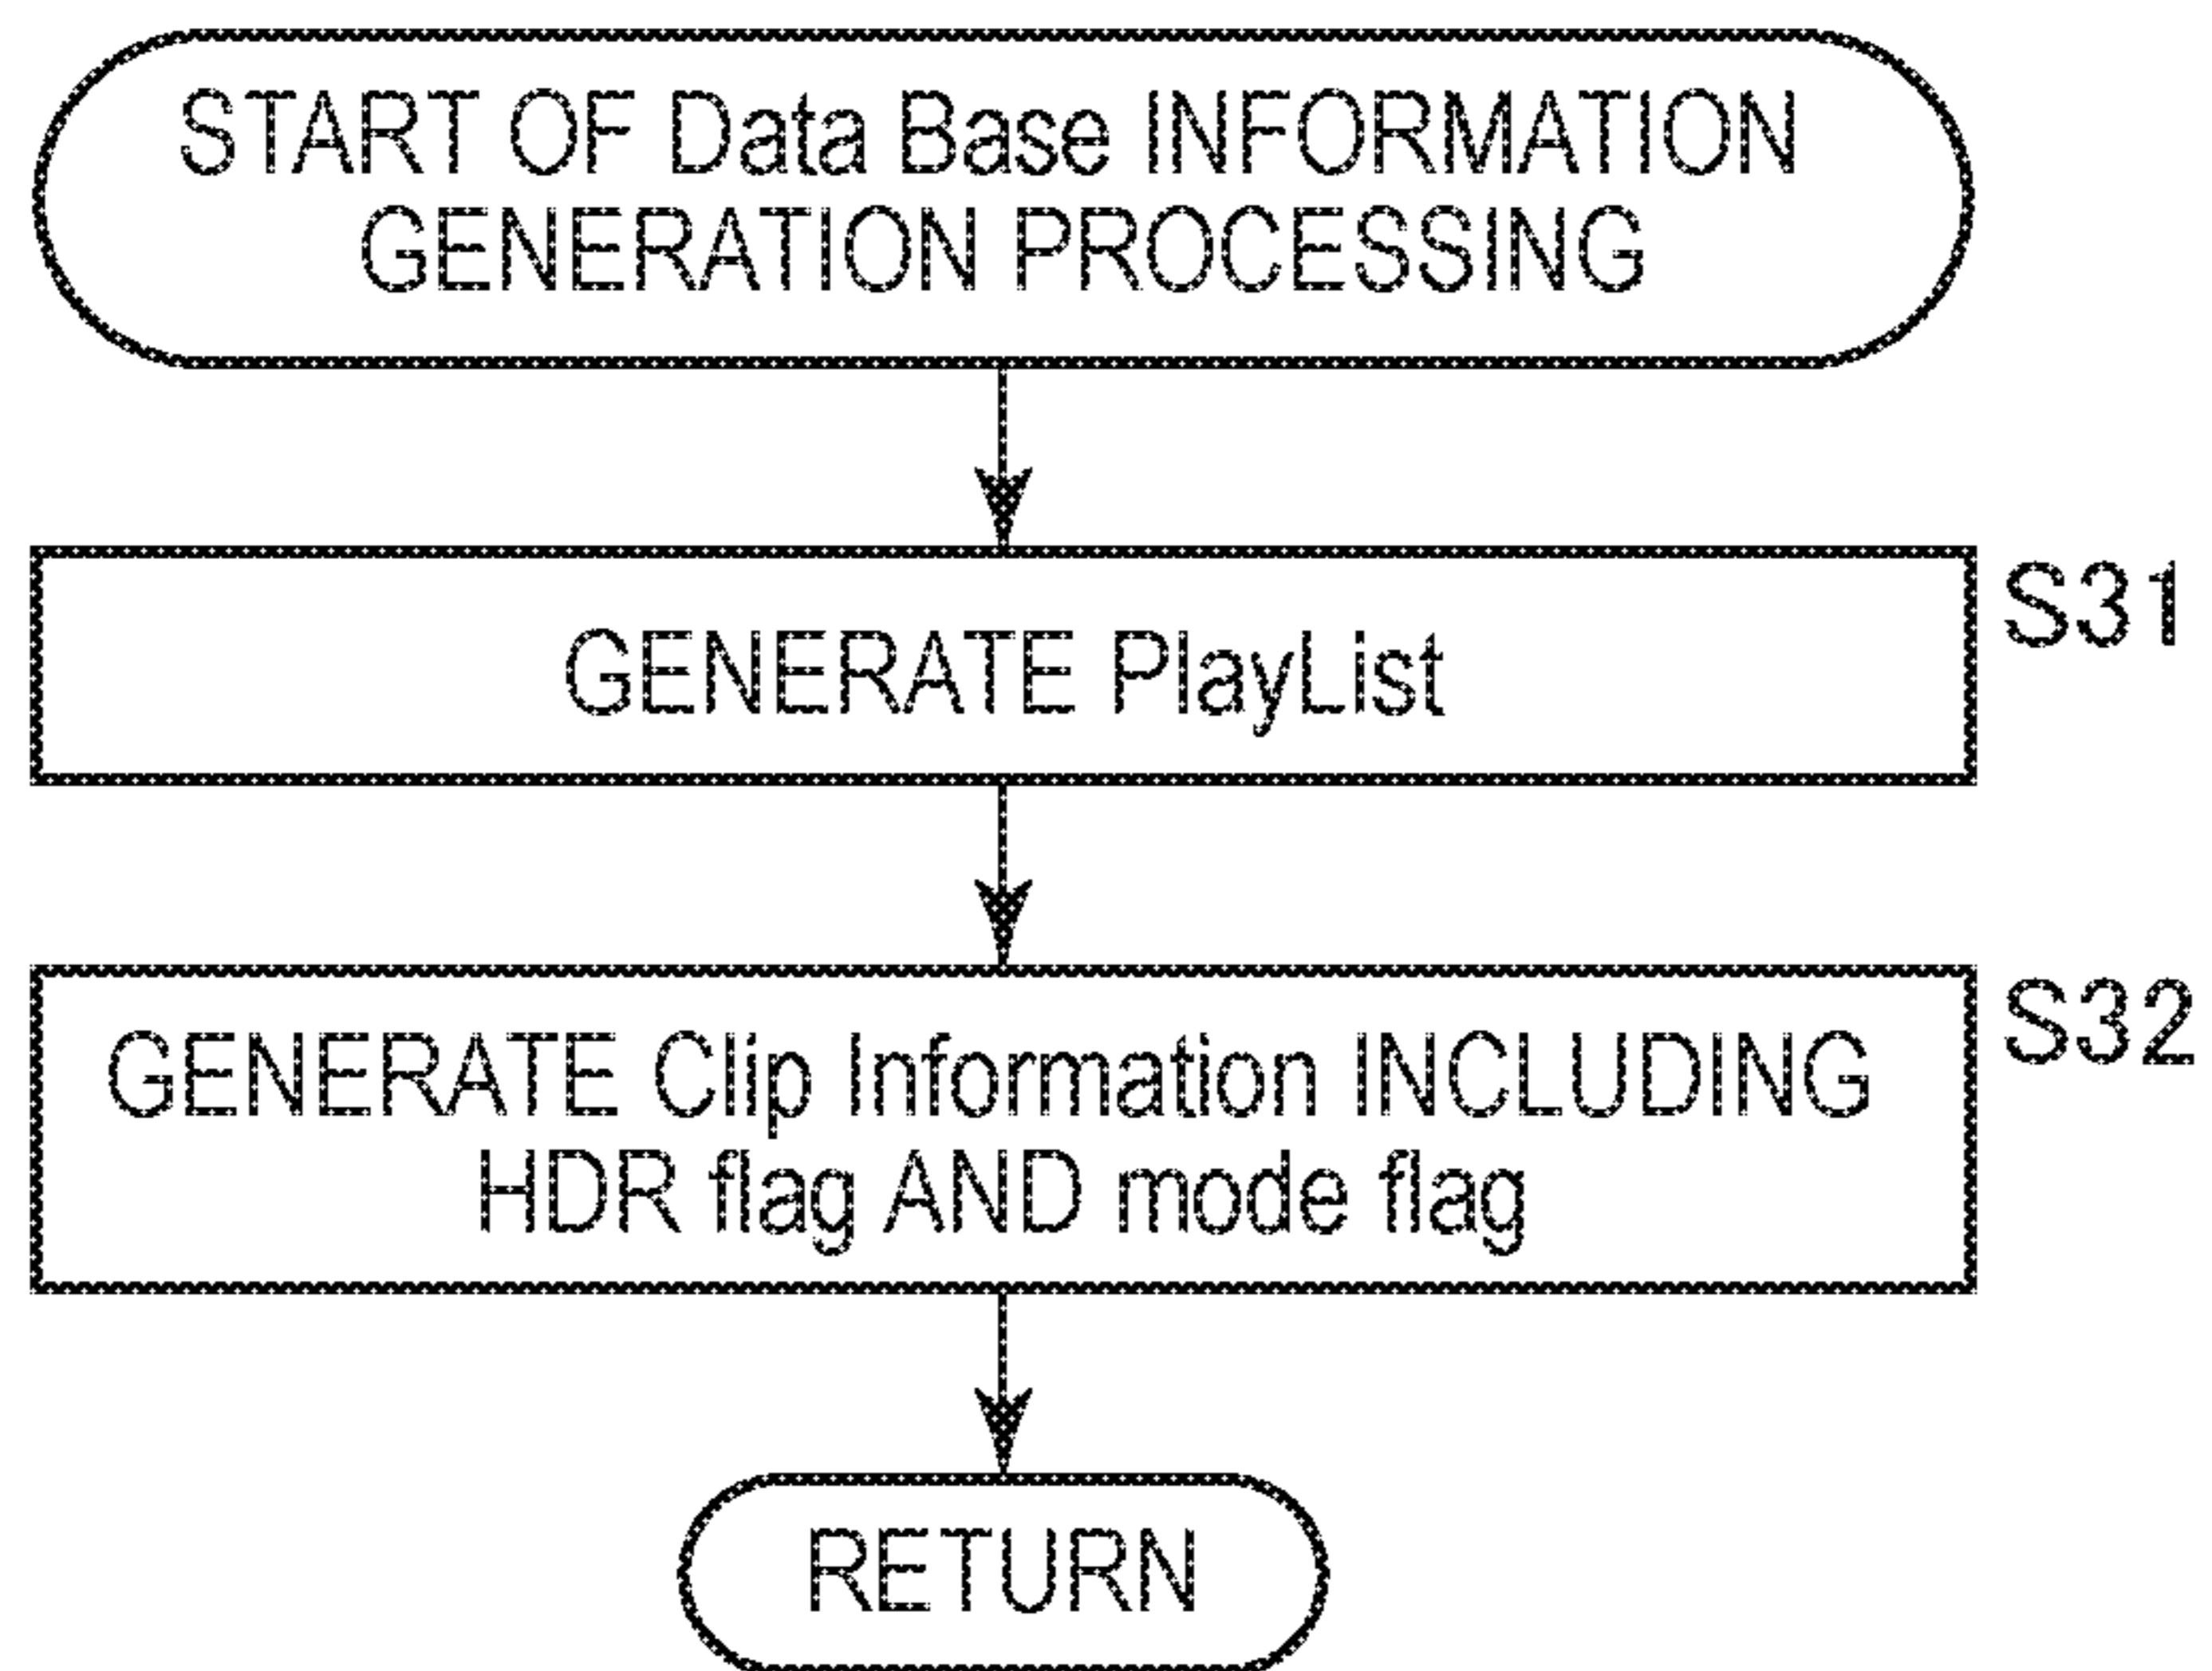 START OF Data Base INFORMATION
GENERATION PROCESSING
GENERATE PlayList
S31
GENERATE Clip Information INCLUDING
HDR flag AND mode flag
S32
RETURN